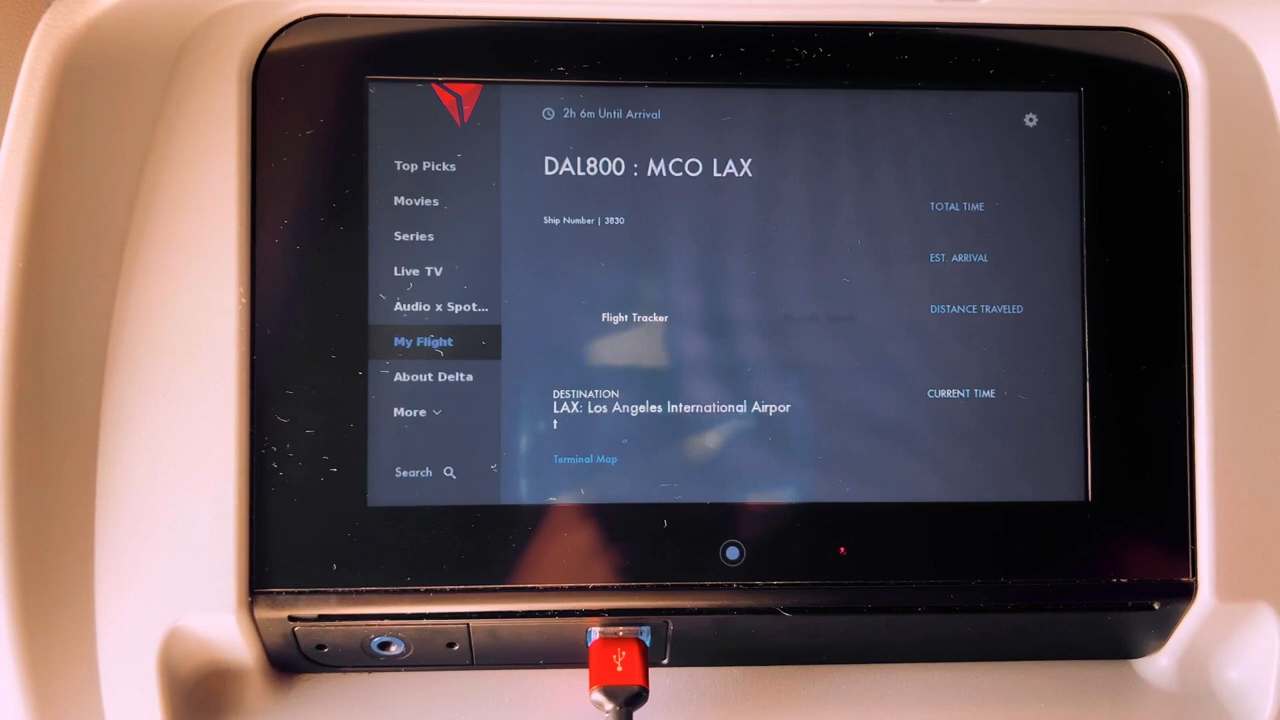 2h 6m Until Arrival
DAL800 : MCO LAX
Ship Number | 3830
Top Picks
Movies
Series
Live TV
Audio x Spot...
My Flight
About Delta
More
Search
Flight Tracker
DESTINATION
LAX: Los Angeles International Airpor
t
Terminal Map
TOTAL TIME
EST. ARRIVAL
DISTANCE TRAVELED
CURRENT TIME